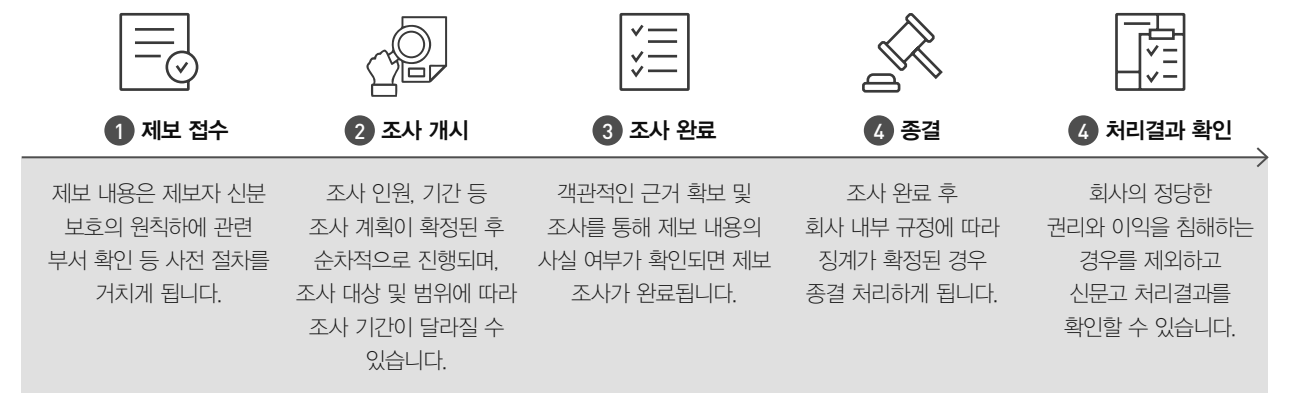 1 제보 접수
제보 내용은 제보자 신분
보호의 원칙하에 관련
부서 확인 등 사전 절차를
거치게 됩니다.
2 조사 개시
조사 인원, 기간 등
조사 계획이 확정된 후
순차적으로 진행되며,
조사 대상 및 범위에 따라
조사 기간이 달라질 수
있습니다.
3 조사 완료
객관적인 근거 확보 및
조사를 통해 제보 내용의
사실 여부가 확인되면 제보
조사가 완료됩니다.
4 종결
조사 완료 후
회사 내부 규정에 따라
징계가 확정된 경우
종결 처리하게 됩니다.
4 처리결과 확인
회사의 정당한
권리와 이익을 침해하는
경우를 제외하고
신문고 처리결과를
확인할 수 있습니다.